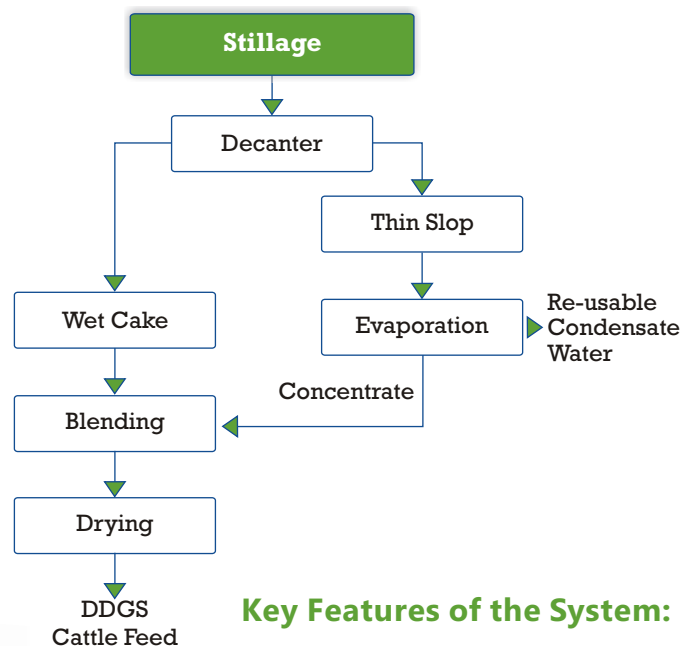 Stillage
Decanter
Thin Slop
Wet Cake
Evaporation
Re-usable
Condensate
Water
Concentrate
Blending
Drying
DDGS
Cattle Feed
Key Features of the System: